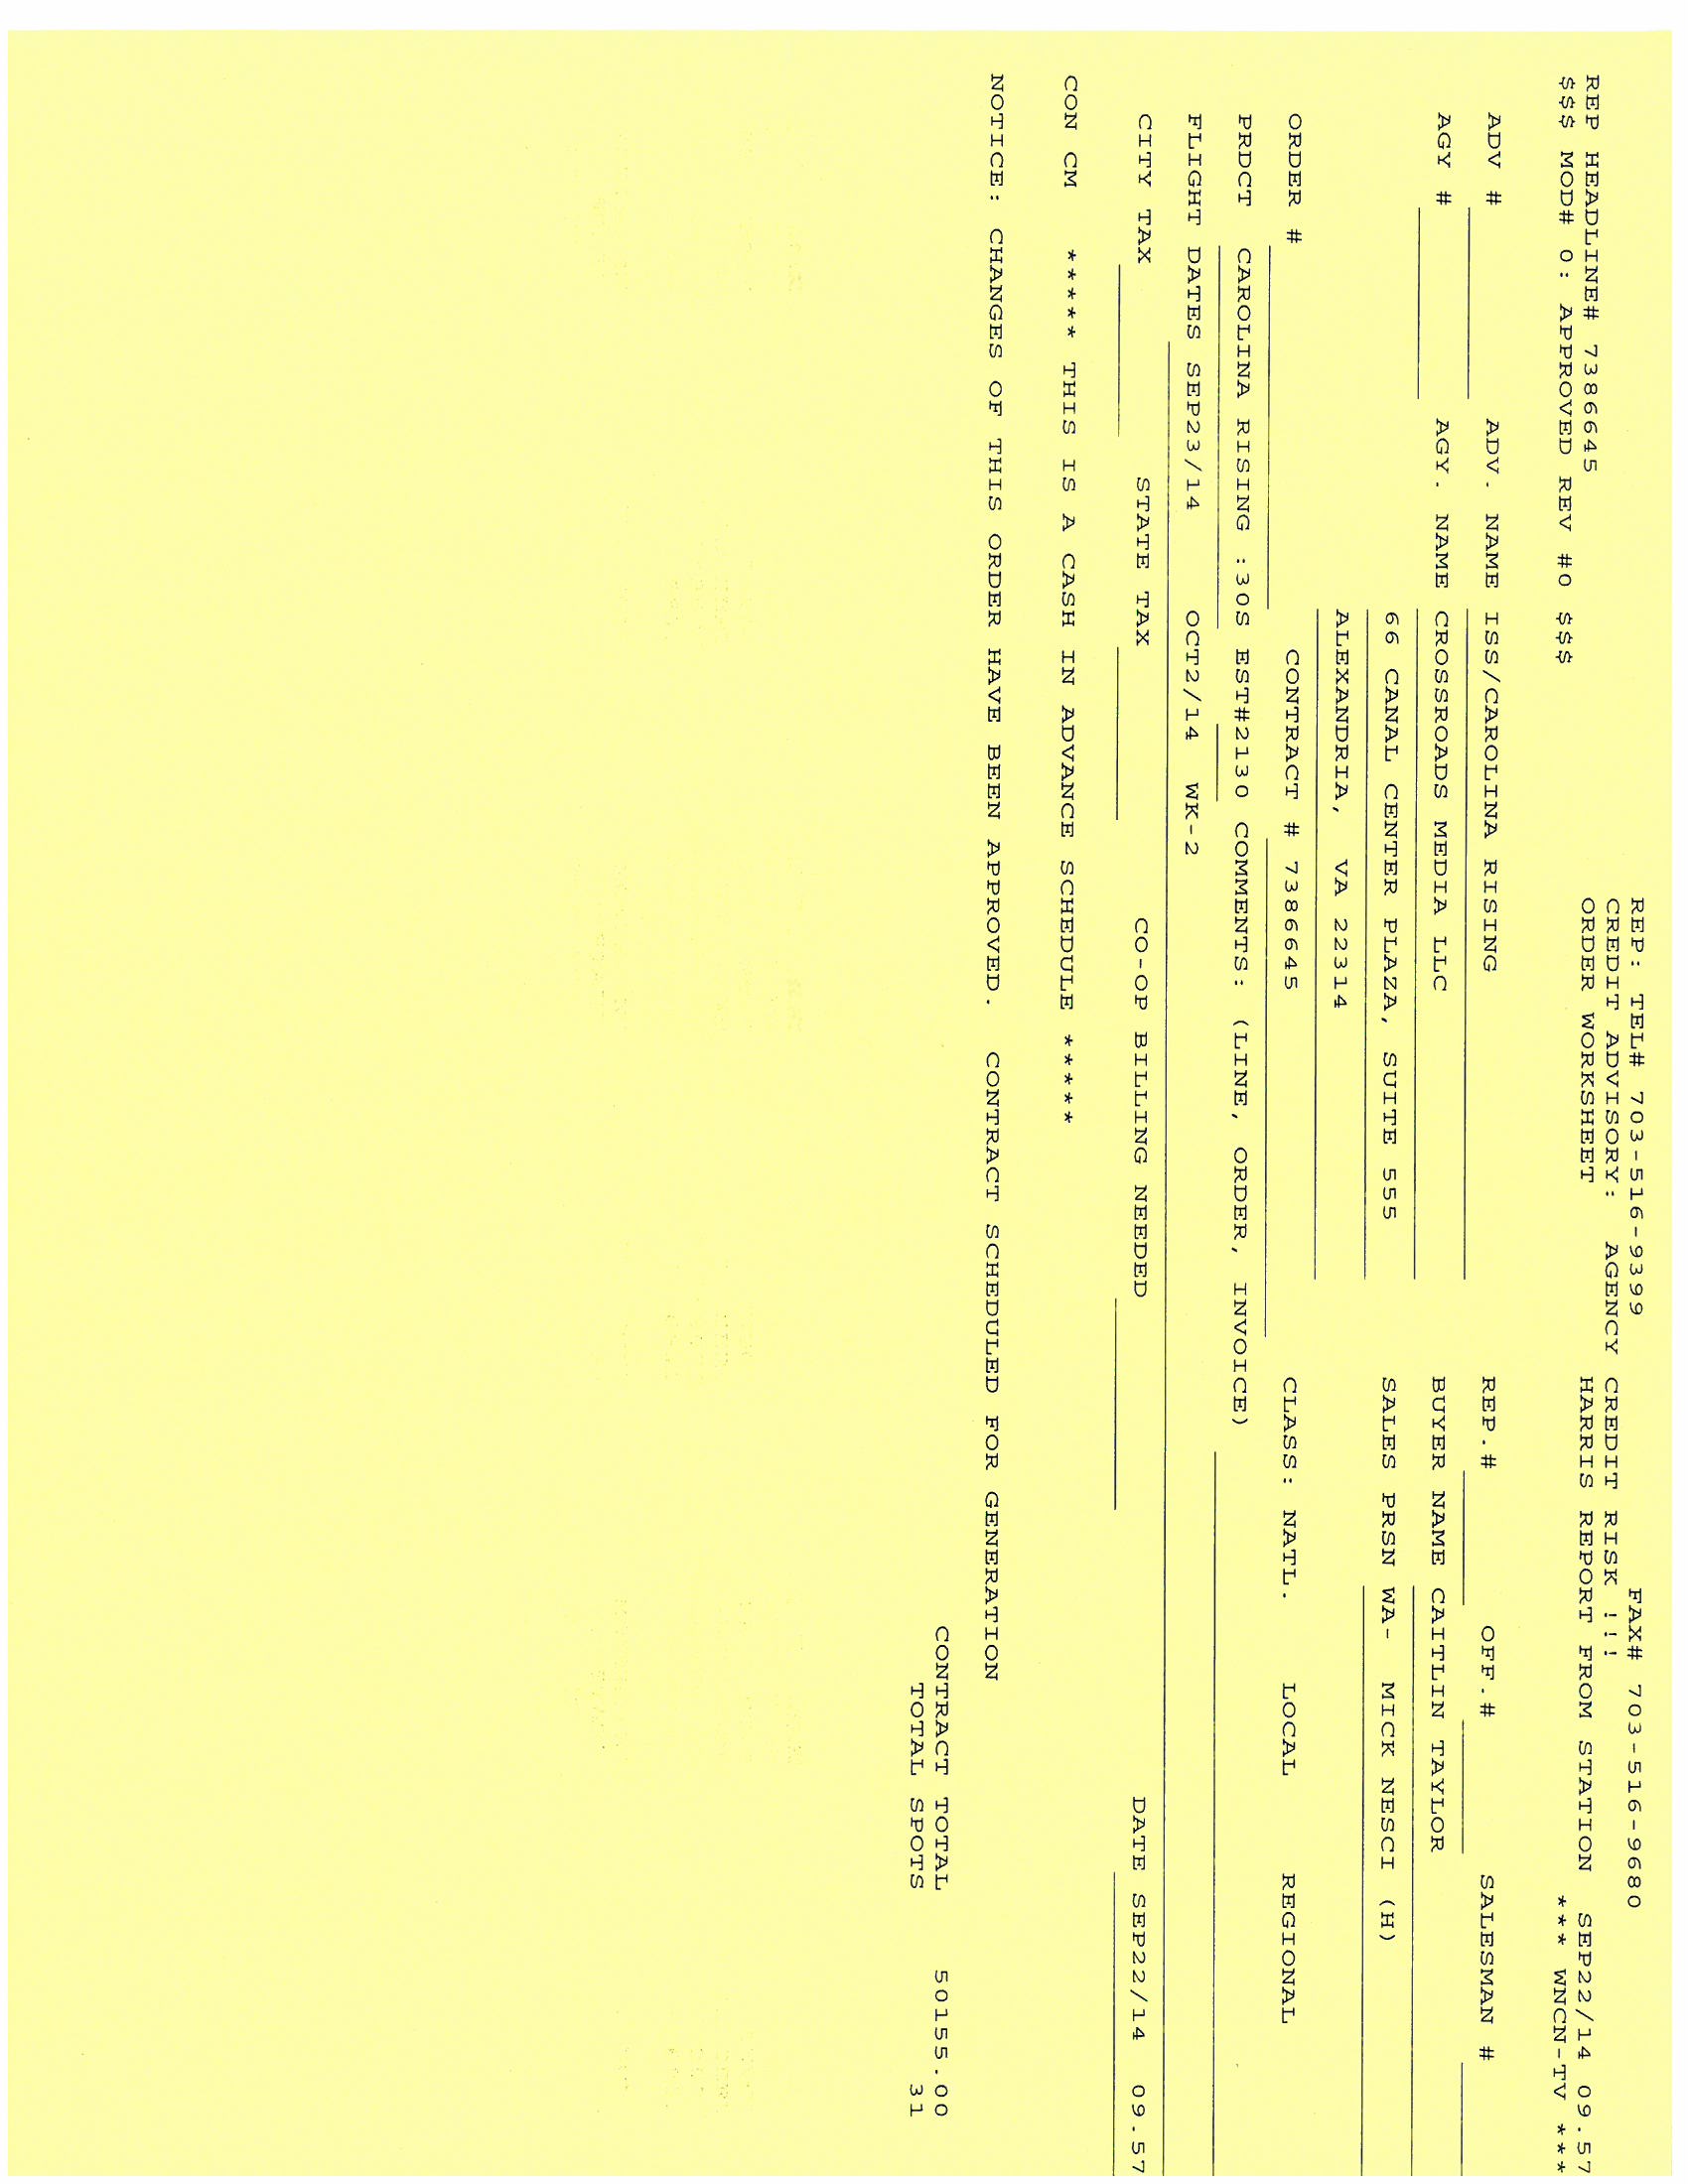 REP: TEL# 703-516-9399 FAX# 703-516-9680
CREDIT ADVISORY: AGENCY CREDIT RISK !!!
REP HEADLINE# 7386645 ORDER WORKSHEET HARRIS REPORT FROM STATION SEP22/14 09.57
$$$ MOD# 0: APPROVED REV #0 $$$ *** WNCN-TV ***
ADV # ADV. NAME ISS/CAROLINA RISING REP.# OFF.# SALESMAN #
AGY # AGY. NAME CROSSROADS MEDIA LLC BUYER NAME CAITLIN TAYLOR
66 CANAL CENTER PLAZA, SUITE 555 SALES PRSN WA- MICK NESCI (H)
ALEXANDRIA, VA 22314
ORDER # CONTRACT # 7386645 CLASS: NATL. LOCAL REGIONAL
PRDCT CAROLINA RISING :30S EST#2130 COMMENTS: (LINE, ORDER, INVOICE)
FLIGHT DATES SEP23/14 OCT2/14 WK-2
CITY TAX STATE TAX CO-OP BILLING NEEDED DATE SEP22/14 09.57
CON CM ***** THIS IS A CASH IN ADVANCE SCHEDULE *****
NOTICE: CHANGES OF THIS ORDER HAVE BEEN APPROVED. CONTRACT SCHEDULED FOR GENERATION
CONTRACT TOTAL 50155.00
TOTAL SPOTS 31